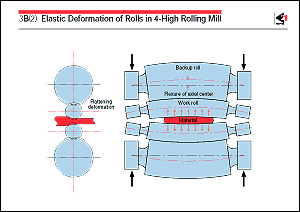 3B(2) Elastic Deformation of Rolls in 4-High Rolling Mill
Backup roll
Flattening
deformation
Flexure of axial center
Work roll
Material